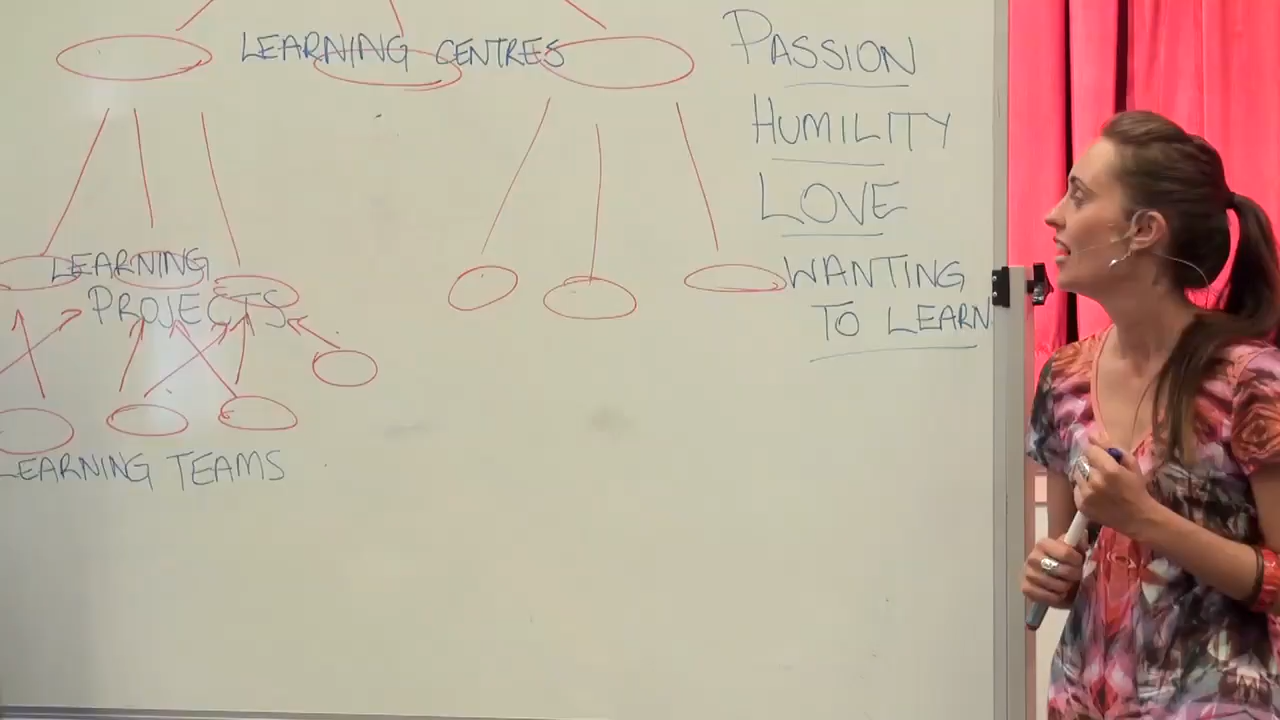 LEARNING CENTRES
LEARNING
PROJECTS
LEARNING TEAMS
PASSION
HUMILITY
LOVE
WANTING
TO LEARN